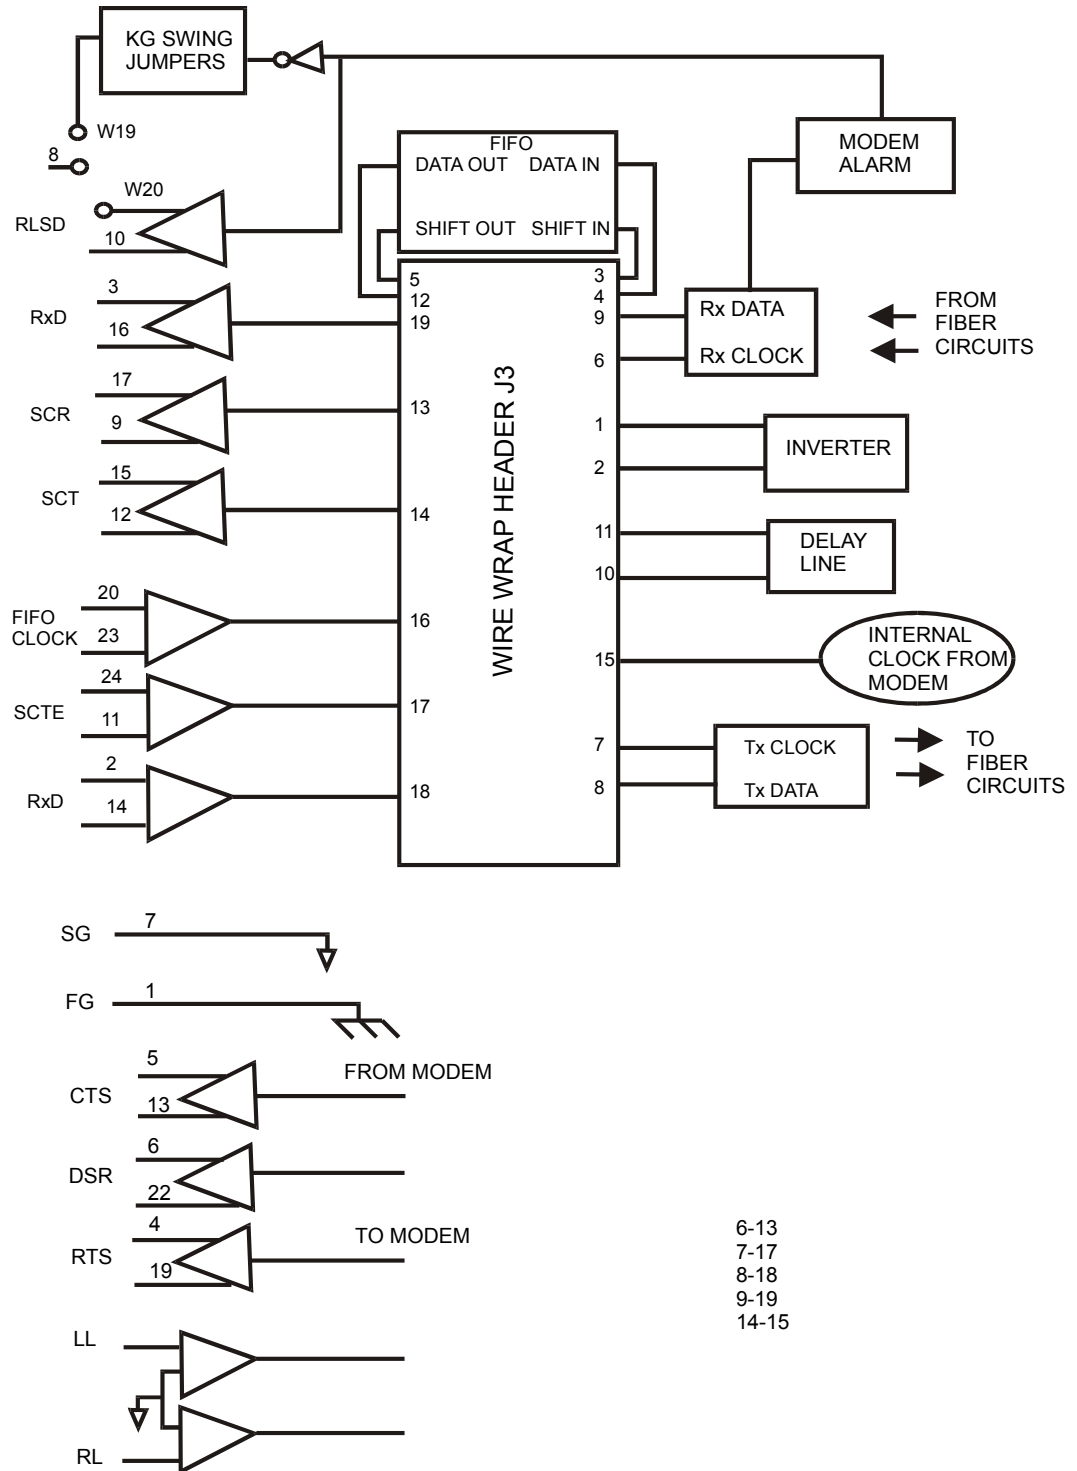 KG SWING
JUMPERS
W19
8
W20
RLSD
10
MODEM
ALARM
FIFO
DATA OUT DATA IN
SHIFT OUT SHIFT IN
5
12
19
3
4
9
6
RxD
3
16
Rx DATA
Rx CLOCK
FROM
FIBER
CIRCUITS
SCR
17
9
13
WIRE WRAP HEADER J3
1
2
INVERTER
SCT
15
12
14
11
10
DELAY
LINE
FIFO
CLOCK
20
23
16
15
INTERNAL
CLOCK FROM
MODEM
SCTE
24
11
17
7
8
Tx CLOCK
Tx DATA
TO
FIBER
CIRCUITS
RxD
2
14
18
SG
7
FG
1
CTS
5
13
FROM MODEM
DSR
6
22
RTS
4
19
TO MODEM
6-13
7-17
8-18
9-19
14-15
LL
RL